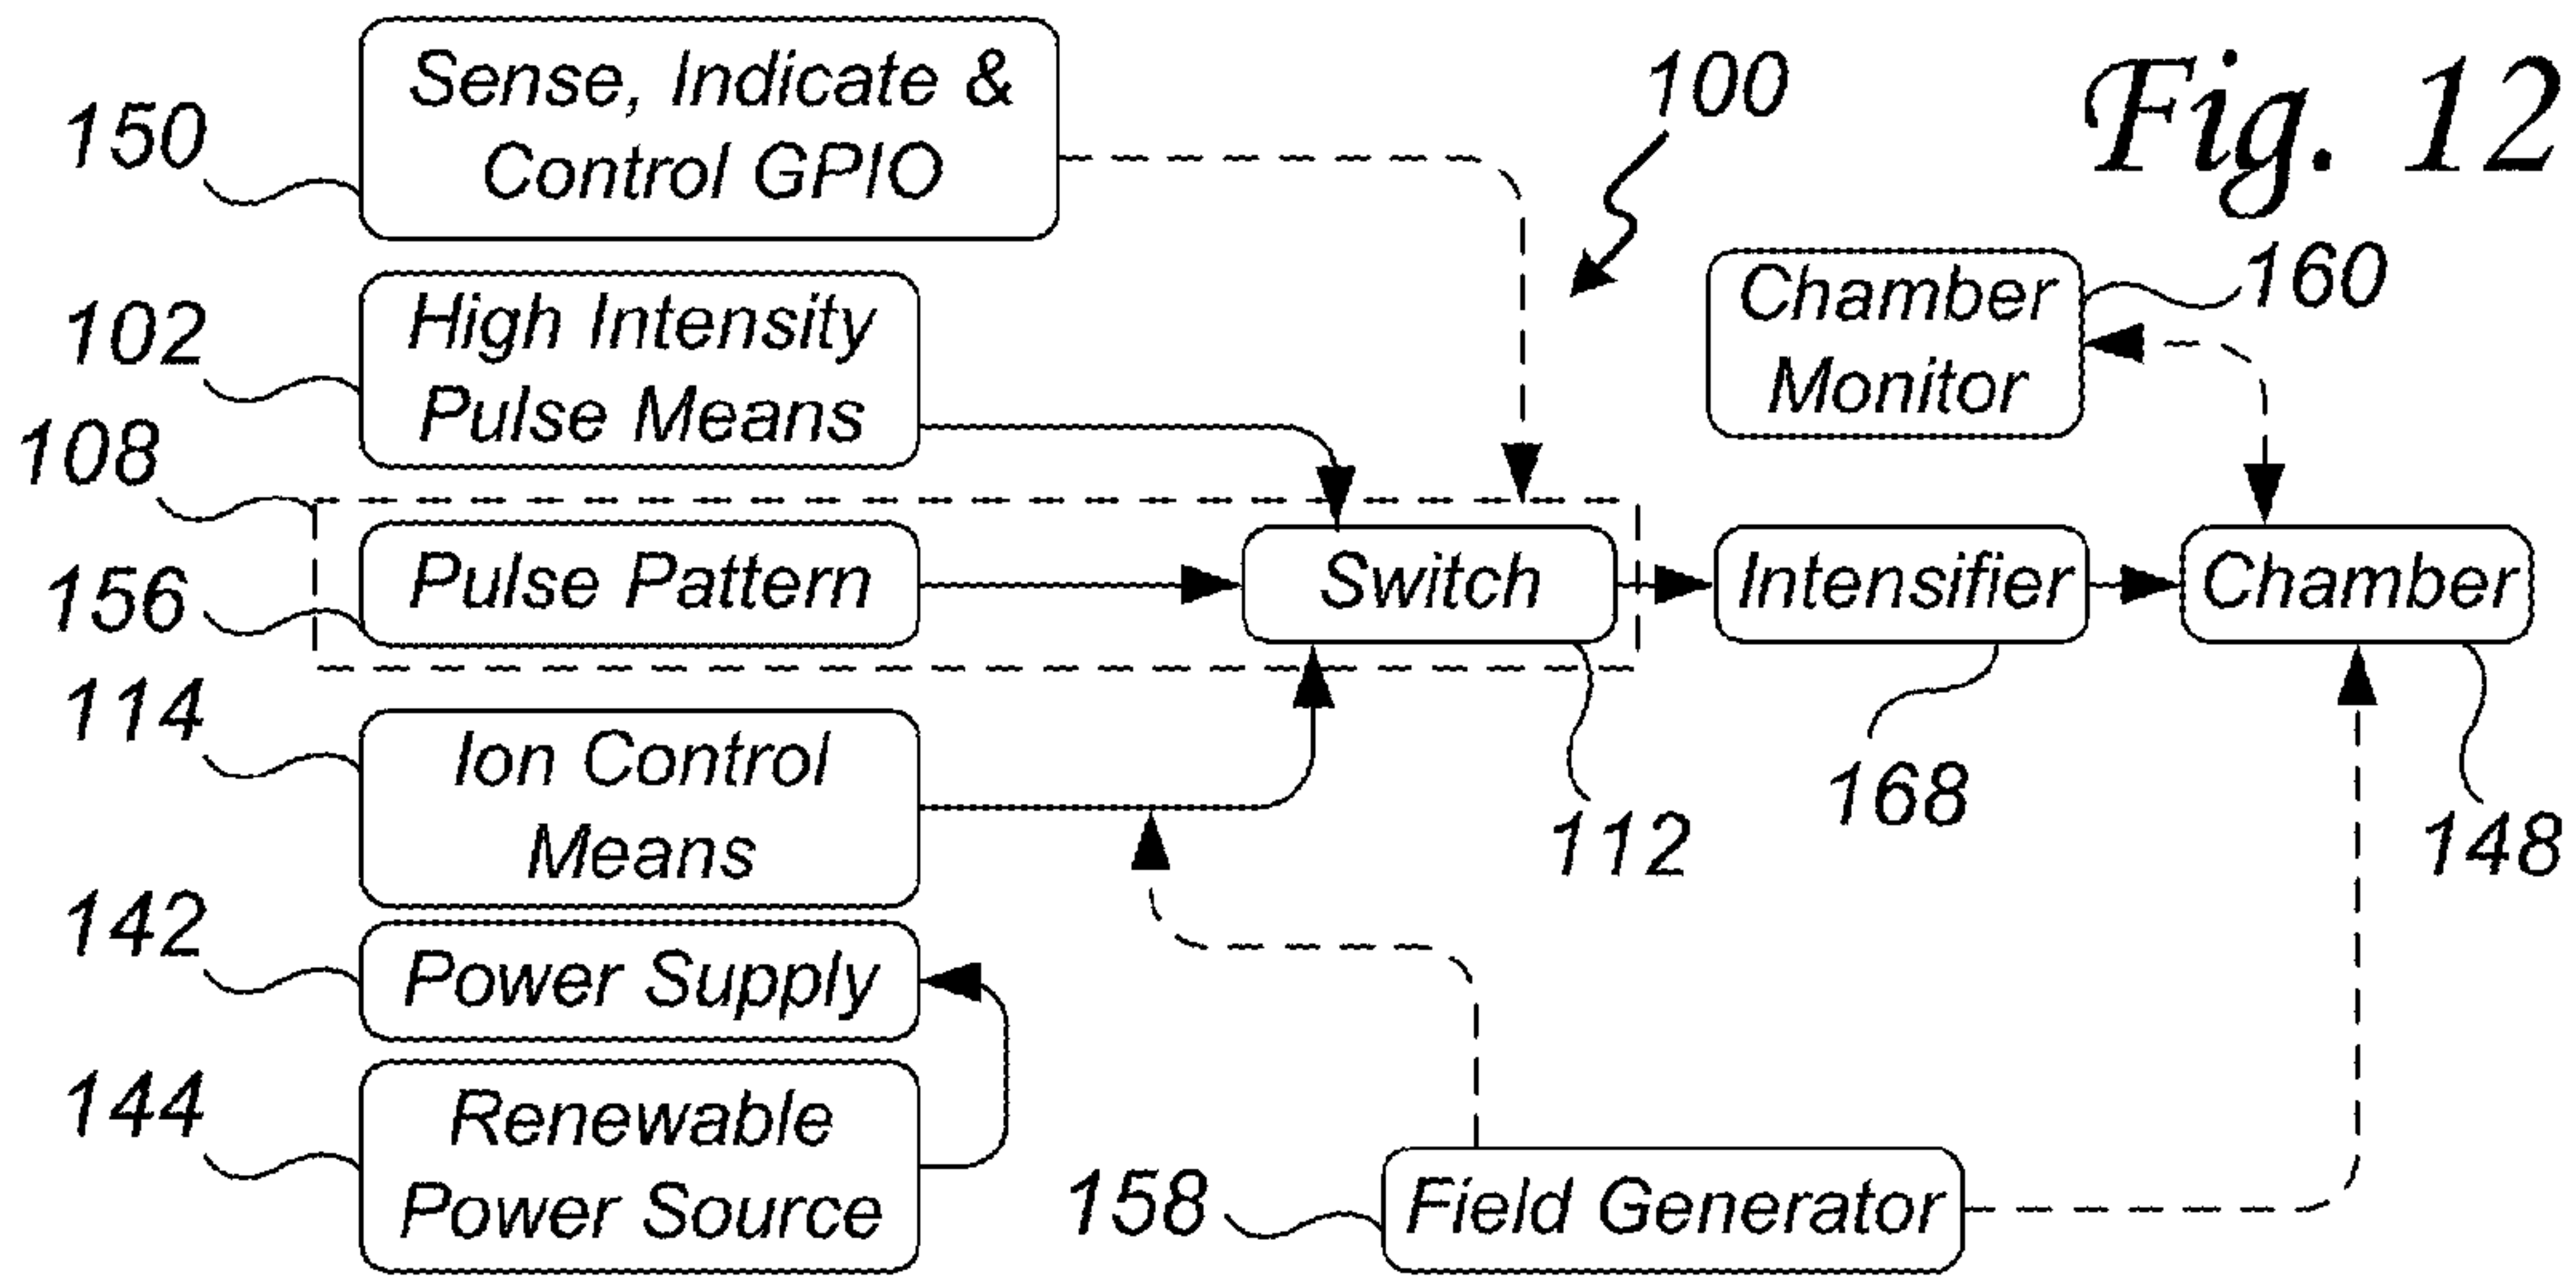 Fig. 12
150
Sense, Indicate &
Control GPIO
100
102
High Intensity
Pulse Means
Chamber
Monitor
160
108
156
Pulse Pattern
Switch
Intensifier
Chamber
114
Ion Control
Means
112
168
148
142
Power Supply
144
Renewable
Power Source
158
Field Generator